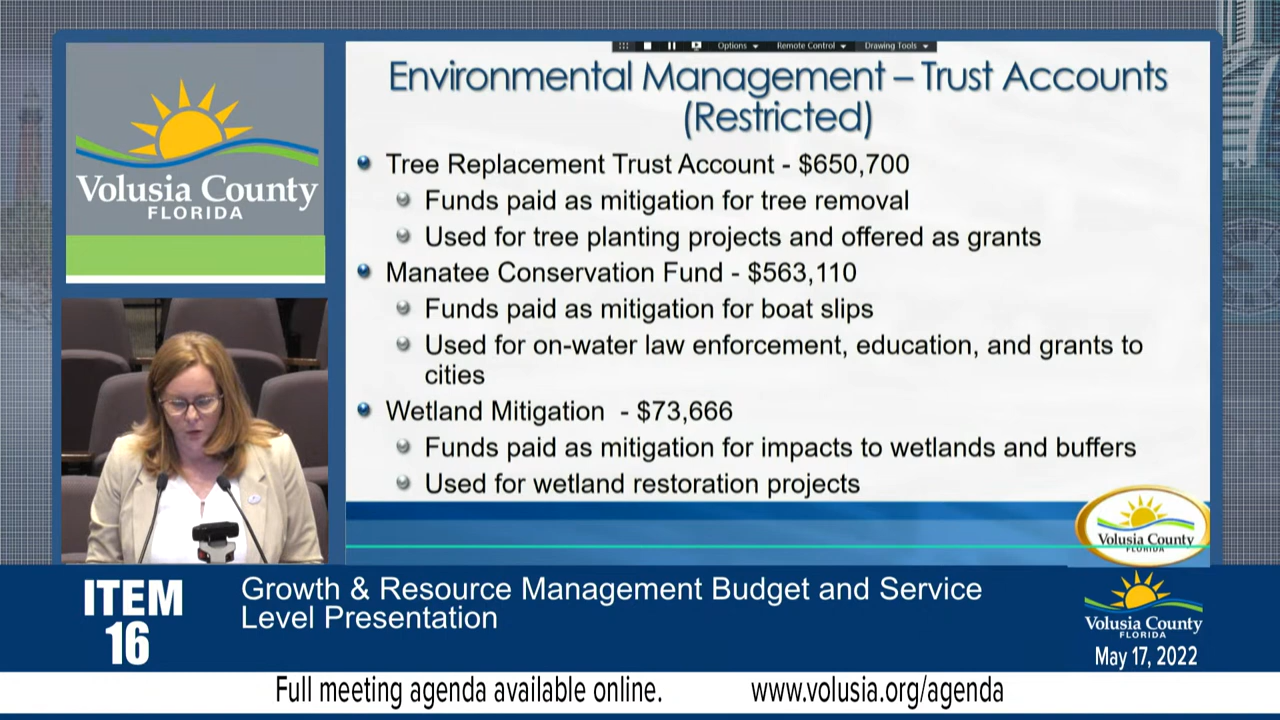 Options
Remote Control
Drawing Tools
Environmental Management – Trust Accounts
(Restricted)
Tree Replacement Trust Account - $650,700
Funds paid as mitigation for tree removal
Used for tree planting projects and offered as grants
Manatee Conservation Fund - $563,110
Funds paid as mitigation for boat slips
Used for on-water law enforcement, education, and grants to
cities
Wetland Mitigation - $73,666
Funds paid as mitigation for impacts to wetlands and buffers
Used for wetland restoration projects
Volusia County
FLORIDA
Volusia County
FLORIDA
ITEM
16
Growth & Resource Management Budget and Service
Level Presentation
Volusia County
FLORIDA
May 17, 2022
Full meeting agenda available online.
www.volusia.org/agenda